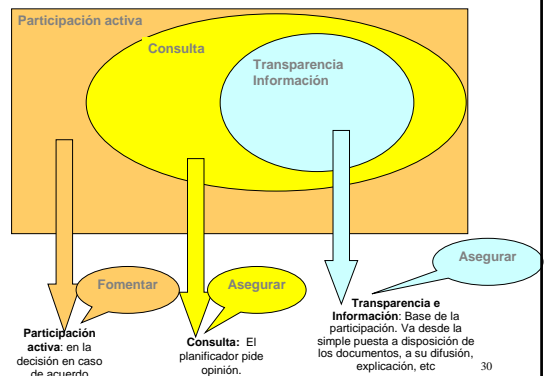 Participación activa
Consulta
Transparencia
Información
Fomentar
Asegurar
Asegurar
Participación
activa: en la
decisión en caso
de acuerdo
Consulta: El
planificador pide
opinión.
Transparencia e
Información: Base de la
participación. Va desde la
simple puesta a disposición de
los documentos, a su difusión,
explicación, etc
30